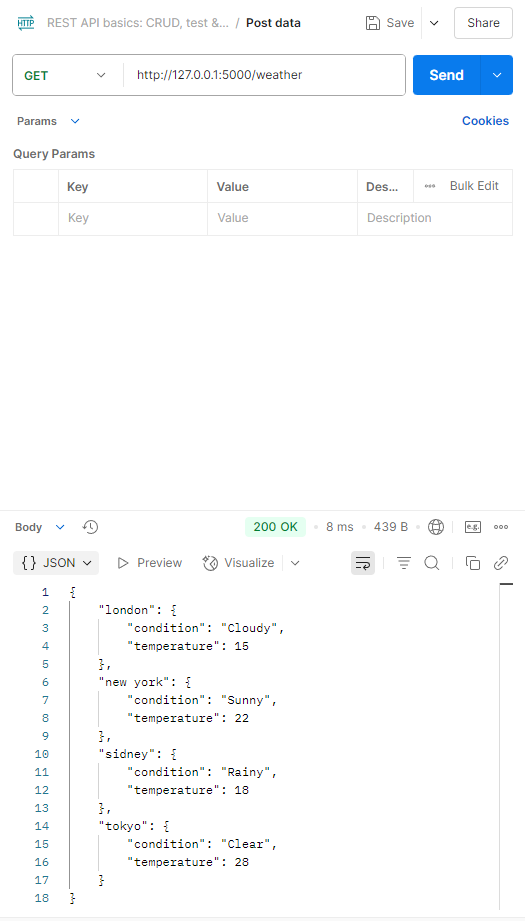 HTTP REST API basics: CRUD, test &... / Post data Save Share
GET http://127.0.0.1:5000/weather Send
Params Cookies
Query Params
Key Value Des... Bulk Edit
Key Value Description
Body 200 OK 8 ms 439 B e.g.
{} JSON Preview Visualize
1 {
2 "london": {
3 "condition": "Cloudy",
4 "temperature": 15
5 },
6 "new york": {
7 "condition": "Sunny",
8 "temperature": 22
9 },
10 "sidney": {
11 "condition": "Rainy",
12 "temperature": 18
13 },
14 "tokyo": {
15 "condition": "Clear",
16 "temperature": 28
17 }
18 }